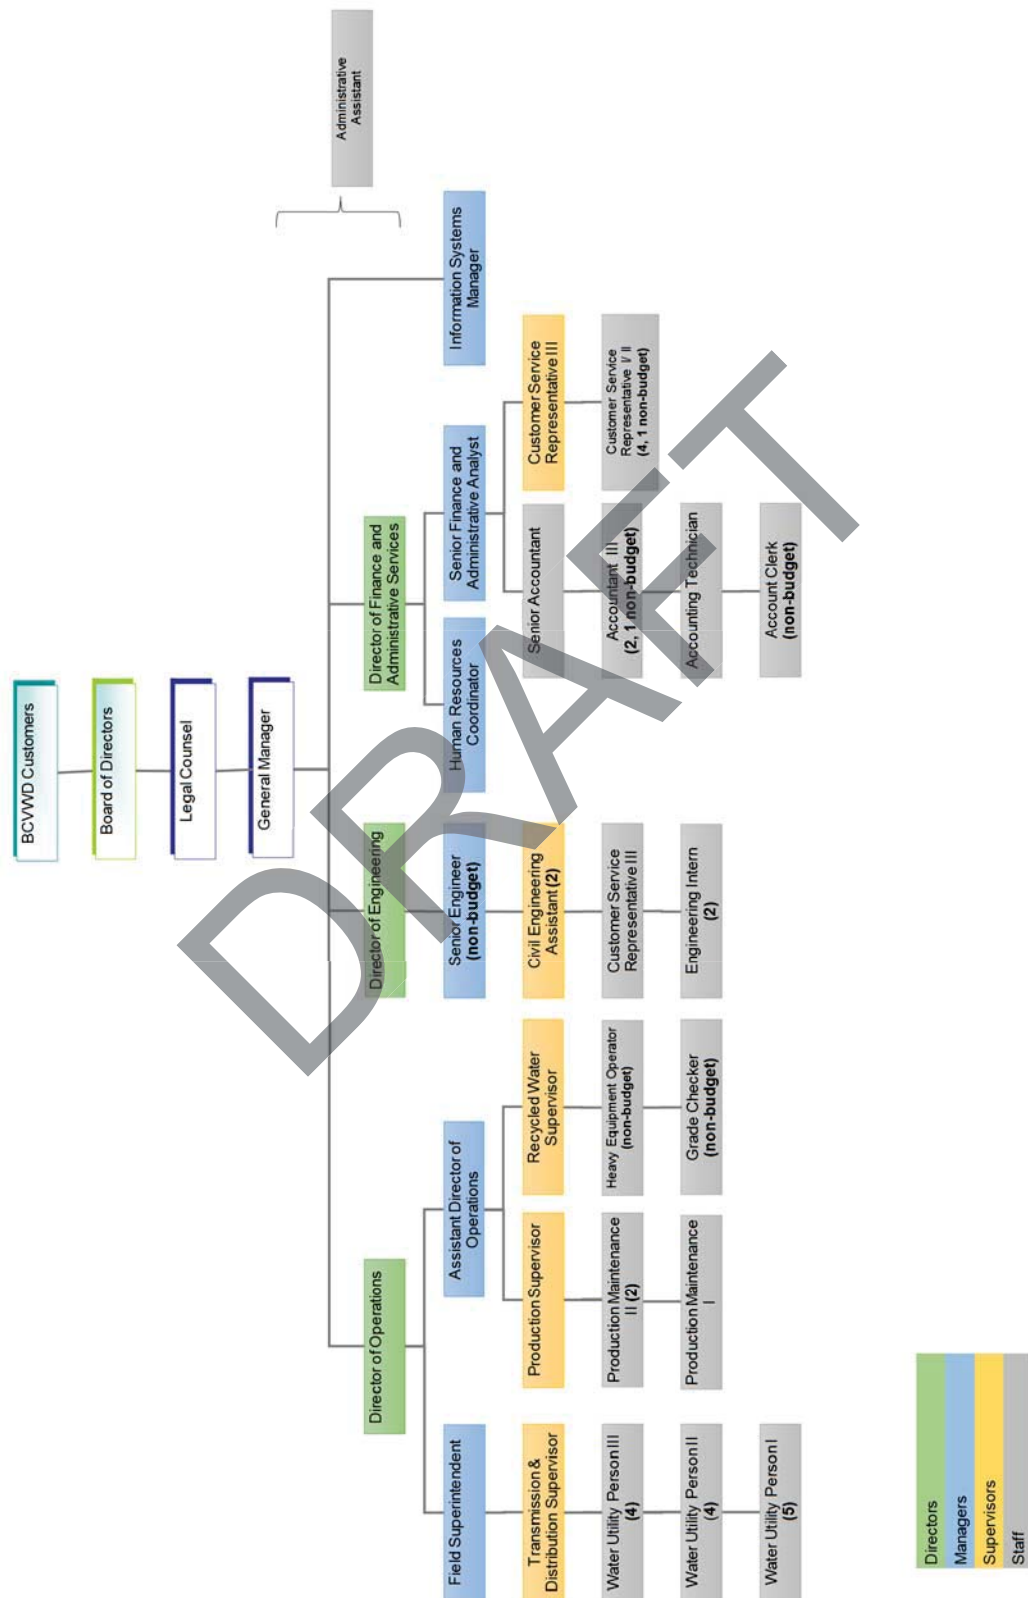 BCVWD Customers
Board of Directors
Legal Counsel
General Manager
Administrative
Assistant
Director of Operations
Director of Engineering
Director of Finance and
Administrative Services
Field Superintendent
Assistant Director of
Operations
Senior Engineer
(non-budget)
Human Resources
Coordinator
Senior Finance and
Administrative Analyst
Information Systems
Manager
Transmission &
Distribution Supervisor
Production Supervisor
Recycled Water
Supervisor
Civil Engineering
Assistant (2)
Senior Accountant
Customer Service
Representative III
Water Utility Person III
(4)
Production Maintenance
II (2)
Heavy Equipment Operator
(non-budget)
Customer Service
Representative III
Accountant III
(2, 1 non-budget)
Customer Service
Representative I/ II
(4, 1 non-budget)
Water Utility Person II
(4)
Production Maintenance
I
Grade Checker
(non-budget)
Engineering Intern
(2)
Accounting Technician
Water Utility Person I
(5)
Account Clerk
(non-budget)
Directors
Managers
Supervisors
Staff
DRAFT